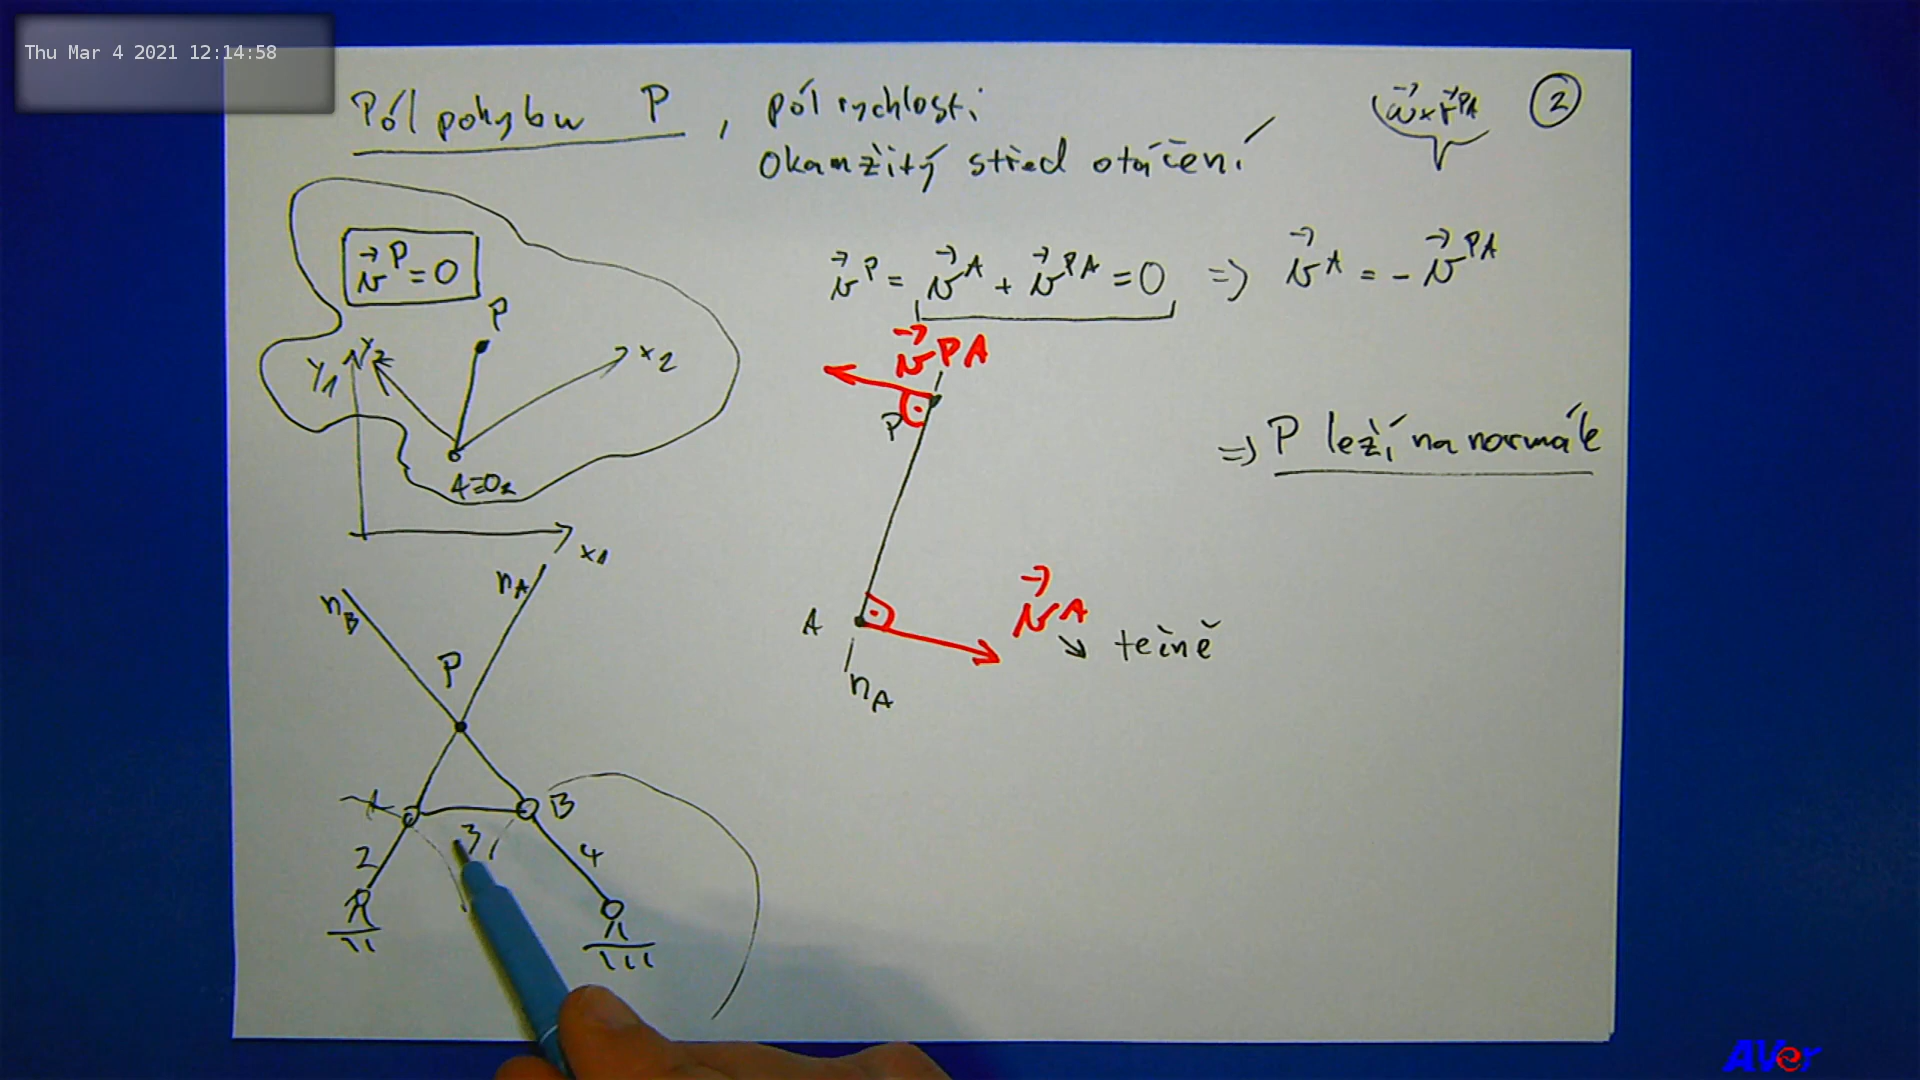 Thu Mar 4 2021 12:14:58
Pól pohybu P , pól rychlosti
okamžitý střed otáčení
ω⃗×r⃗^PA
2
v⃗^P = 0
P
y1
y2
x2
A≡O2
x1
v⃗^P = v⃗^A + v⃗^PA = 0 ⇒ v⃗^A = - v⃗^PA
v⃗^PA
P
⇒ P leží na normále
A
v⃗^A
↘ tečně
nA
nB
nA
P
A
B
3
2
4
AVer